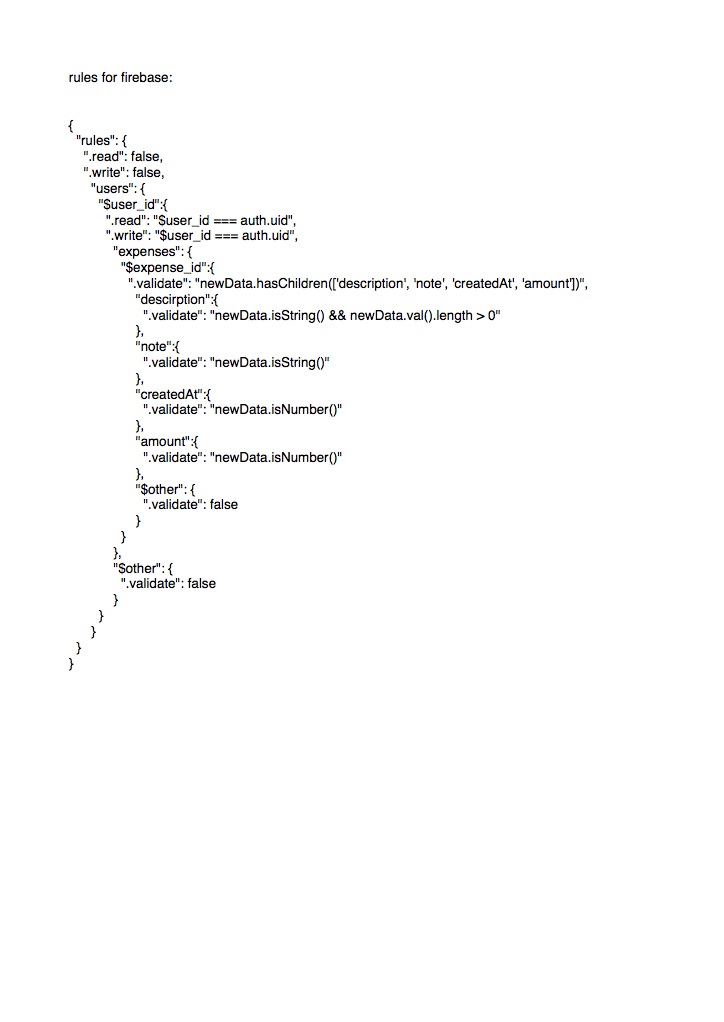 rules for firebase:
{
"rules": {
".read": false,
".write": false,
"users": {
"$user_id":{
".read": "$user_id === auth.uid",
".write": "$user_id === auth.uid",
"expenses": {
"$expense_id":{
".validate": "newData.hasChildren(['description', 'note', 'createdAt', 'amount'])",
"descirption":{
".validate": "newData.isString() && newData.val().length > 0"
},
"note":{
".validate": "newData.isString()"
},
"createdAt":{
".validate": "newData.isNumber()"
},
"amount":{
".validate": "newData.isNumber()"
},
"$other": {
".validate": false
}
}
},
"$other": {
".validate": false
}
}
}
}
}